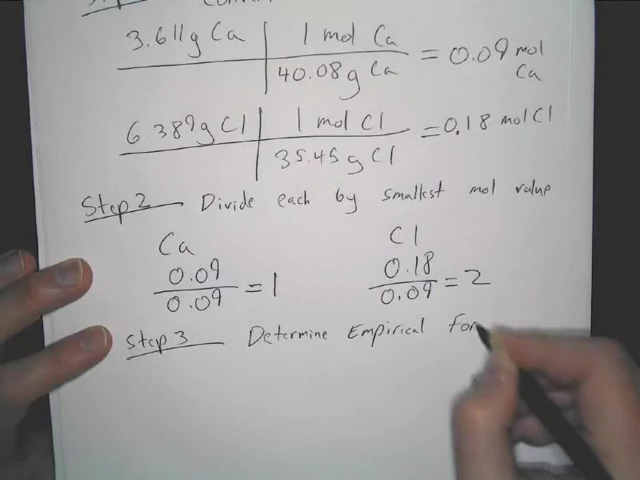 3.611g Ca | 1 mol Ca = 0.09 mol Ca
40.08 g Ca
6.389g Cl | 1 mol Cl = 0.18 mol Cl
35.45 g Cl
Step 2 Divide each by smallest mol value
Ca Cl
0.09 / 0.09 = 1 0.18 / 0.09 = 2
Step 3 Determine Empirical For